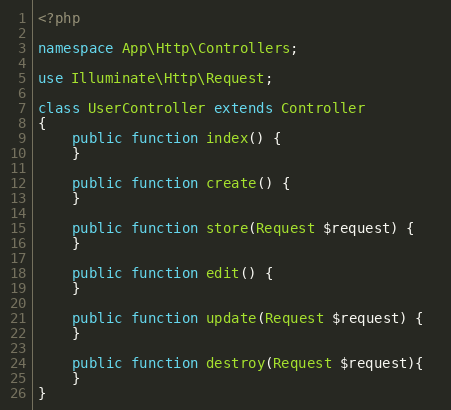 1 <?php
2
3 namespace App\Http\Controllers;
4
5 use Illuminate\Http\Request;
6
7 class UserController extends Controller
8 {
9     public function index() {
10     }
11
12     public function create() {
13     }
14
15     public function store(Request $request) {
16     }
17
18     public function edit() {
19     }
20
21     public function update(Request $request) {
22     }
23
24     public function destroy(Request $request){
25     }
26 }